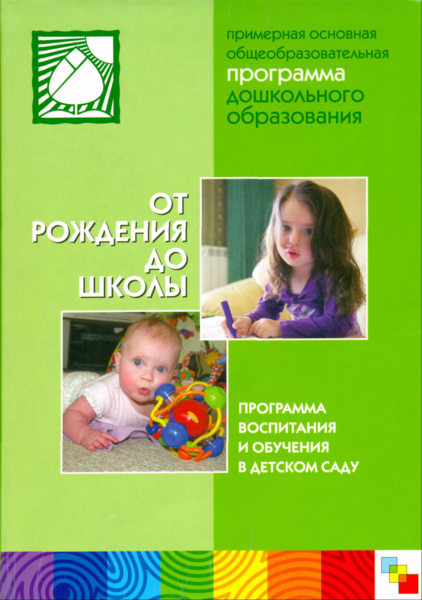 примерная основная
общеобразовательная
программа
дошкольного
образования
ОТ
РОЖДЕНИЯ
ДО
ШКОЛЫ
ПРОГРАММА
ВОСПИТАНИЯ
И ОБУЧЕНИЯ
В ДЕТСКОМ САДУ